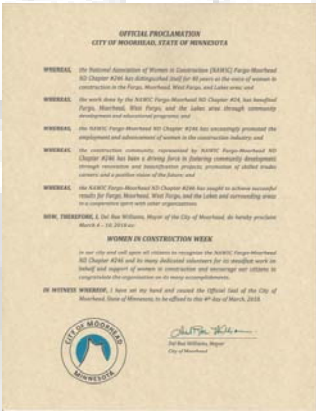 OFFICIAL PROCLAMATION
CITY OF MOORHEAD, STATE OF MINNESOTA
WHEREAS, the National Association of Women in Construction (NAWIC) Fargo-Moorhead
ND Chapter #246 has distinguished itself for 40 years as the voice of women in
construction in the Fargo, Moorhead, West Fargo, and Lakes area; and
WHEREAS, the work done by the NAWIC Fargo-Moorhead ND Chapter has benefited
Fargo, Moorhead, West Fargo, and the Lakes area through community
development and educational programs; and
WHEREAS, the NAWIC Fargo-Moorhead ND Chapter #246 has unceasingly promoted the
employment and advancement of women in the construction industry; and
WHEREAS, the construction community, represented by NAWIC Fargo-Moorhead ND
Chapter #246 has been a driving force in fostering community development
through renovation and beautification projects; promotion of skilled trades
careers; and a positive vision of the future; and
WHEREAS, the NAWIC Fargo-Moorhead ND Chapter #246 has sought to achieve successful
results for Fargo, Moorhead, West Fargo, and the Lakes and surrounding areas
in a cooperative spirit with other organizations.
NOW, THEREFORE, I, Del Rae Williams, Mayor of the City of Moorhead, do hereby proclaim
March 4 - 10, 2018 as:
WOMEN IN CONSTRUCTION WEEK
in our city and call upon all citizens to recognize the NAWIC Fargo-Moorhead
ND Chapter #246 and its many dedicated volunteers for its steadfast work on
behalf and support of women in construction and encourage our citizens to
congratulate the organization on its many accomplishments.
IN WITNESS WHEREOF, I have set my hand and caused the Official Seal of the City of
Moorhead, State of Minnesota, to be affixed to this 4th day of March, 2018.
Del Rae Williams
Del Rae Williams, Mayor
City of Moorhead
CITY OF MOORHEAD
MINNESOTA